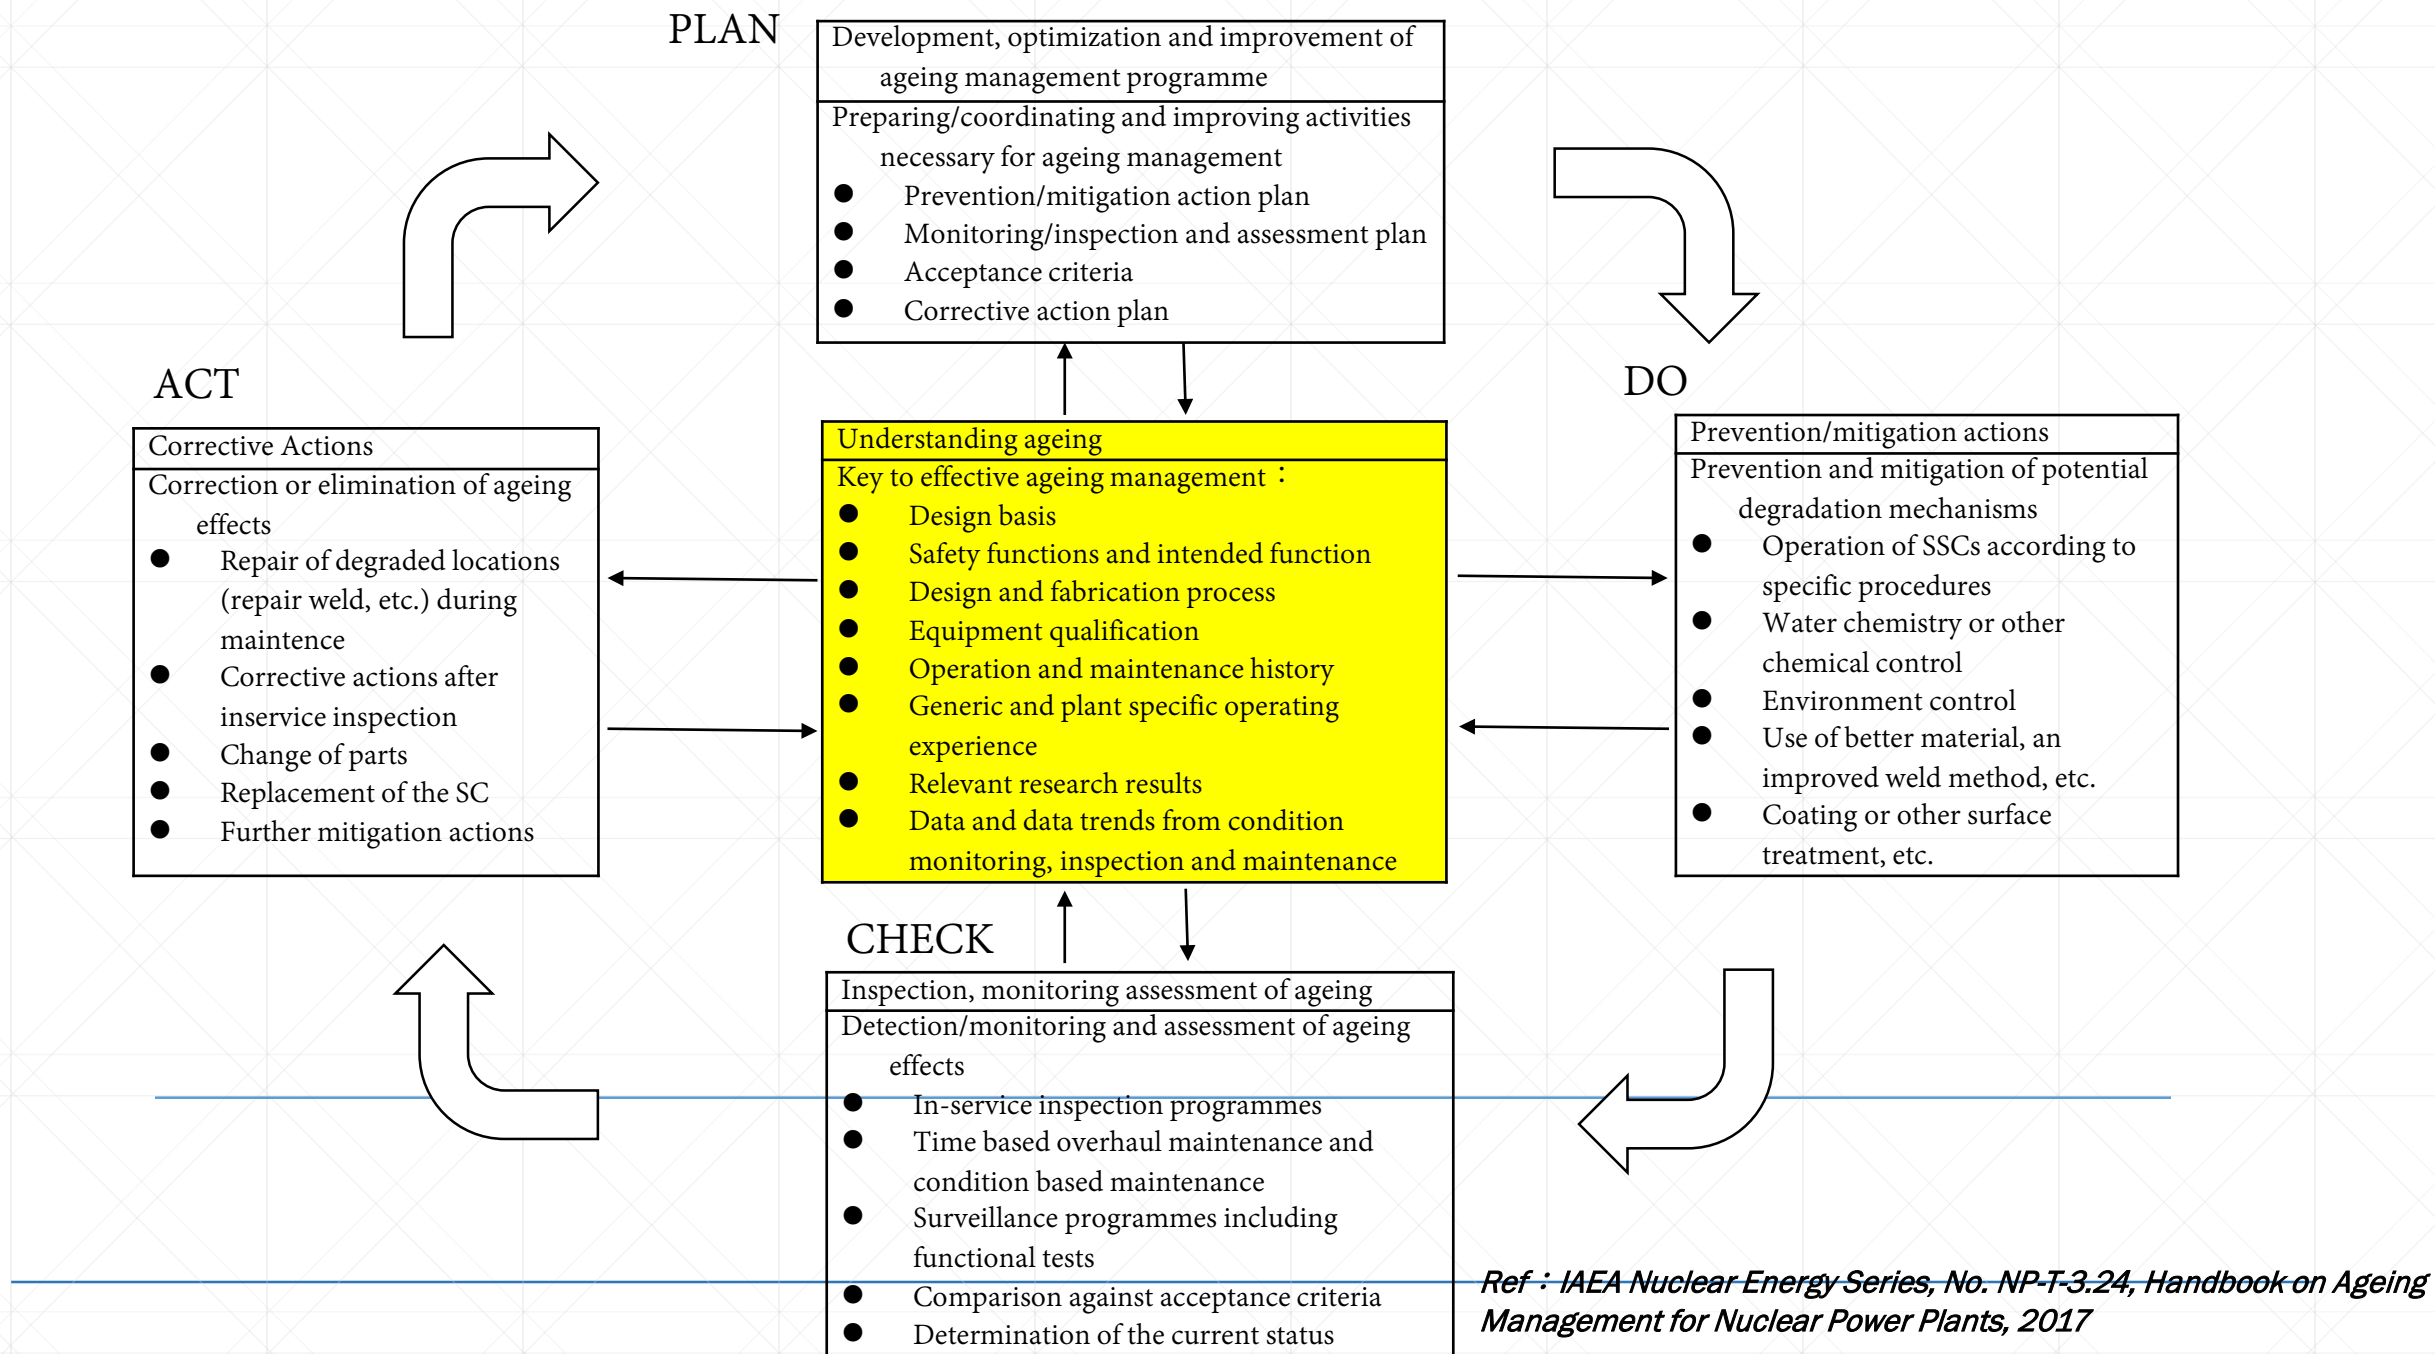 PLAN
Development, optimization and improvement of
ageing management programme
Preparing/coordinating and improving activities
necessary for ageing management
● Prevention/mitigation action plan
● Monitoring/inspection and assessment plan
● Acceptance criteria
● Corrective action plan
ACT
Corrective Actions
Correction or elimination of ageing
effects
● Repair of degraded locations
(repair weld, etc.) during
maintence
● Corrective actions after
inservice inspection
● Change of parts
● Replacement of the SC
● Further mitigation actions
Understanding ageing
Key to effective ageing management：
● Design basis
● Safety functions and intended function
● Design and fabrication process
● Equipment qualification
● Operation and maintenance history
● Generic and plant specific operating
experience
● Relevant research results
● Data and data trends from condition
monitoring, inspection and maintenance
DO
Prevention/mitigation actions
Prevention and mitigation of potential
degradation mechanisms
● Operation of SSCs according to
specific procedures
● Water chemistry or other
chemical control
● Environment control
● Use of better material, an
improved weld method, etc.
● Coating or other surface
treatment, etc.
CHECK
Inspection, monitoring assessment of ageing
Detection/monitoring and assessment of ageing
effects
● In-service inspection programmes
● Time based overhaul maintenance and
condition based maintenance
● Surveillance programmes including
functional tests
● Comparison against acceptance criteria
● Determination of the current status
Ref：IAEA Nuclear Energy Series, No. NP-T-3.24, Handbook on Ageing
Management for Nuclear Power Plants, 2017